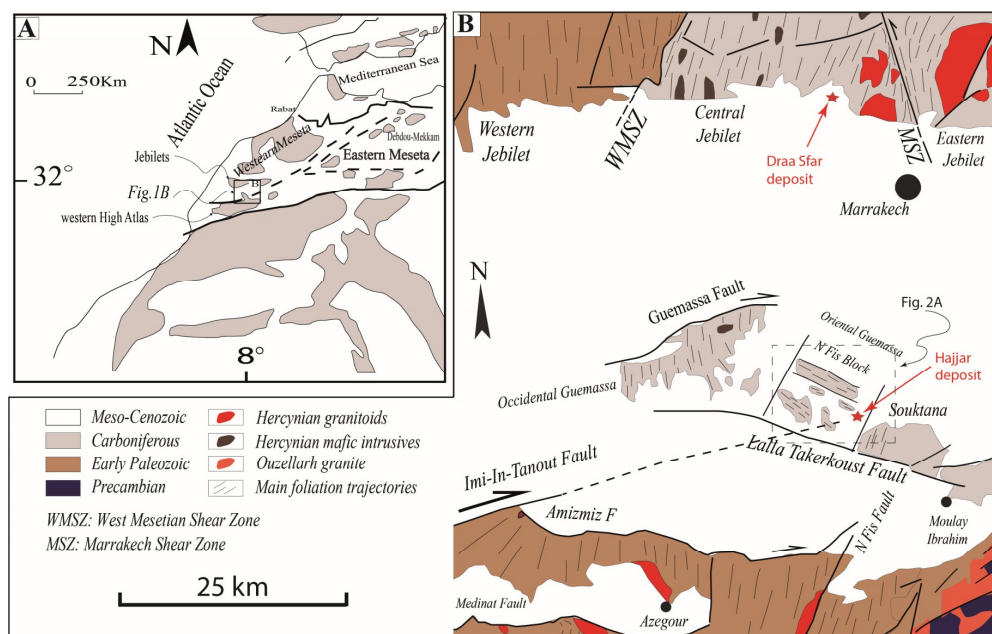 A
N
0 250Km
Atlantic Ocean
Mediterranean Sea
Rabat
Debdou-Mekkam
WesternMeseta
Eastern Meseta
Jebilets
32°
B
Fig.1B
western High Atlas
8°
B
Western
Jebilet
WMSZ
Central
Jebilet
MSZ
Eastern
Jebilet
Draa Sfar
deposit
Marrakech
N
Guemassa Fault
Fig. 2A
Oriental Guemassa
N Fis Block
Hajjar
deposit
Occidental Guemassa
Souktana
Lalla Takerkoust Fault
Imi-In-Tanout Fault
Amizmiz F
N Fis Fault
Moulay
Ibrahim
Medinat Fault
Azegour
Meso-Cenozoic
Carboniferous
Early Paleozoic
Precambian
Hercynian granitoids
Hercynian mafic intrusives
Ouzellarh granite
Main foliation trajectories
WMSZ: West Mesetian Shear Zone
MSZ: Marrakech Shear Zone
25 km